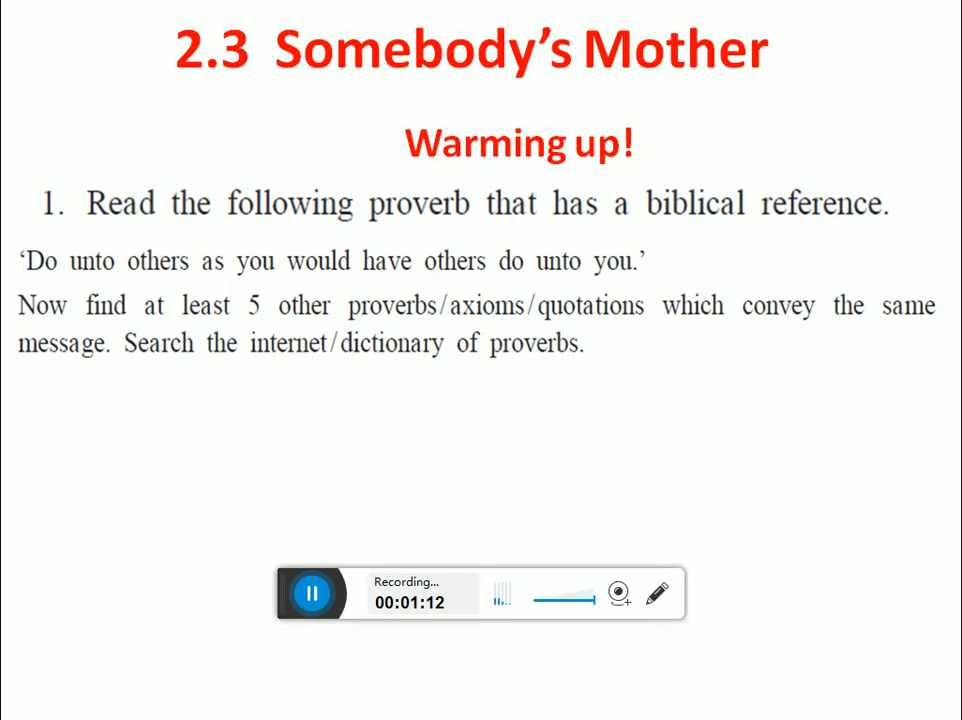 2.3 Somebody’s Mother
Warming up!
1. Read the following proverb that has a biblical reference.
‘Do unto others as you would have others do unto you.’
Now find at least 5 other proverbs/axioms/quotations which convey the same
message. Search the internet/dictionary of proverbs.
Recording...
00:01:12